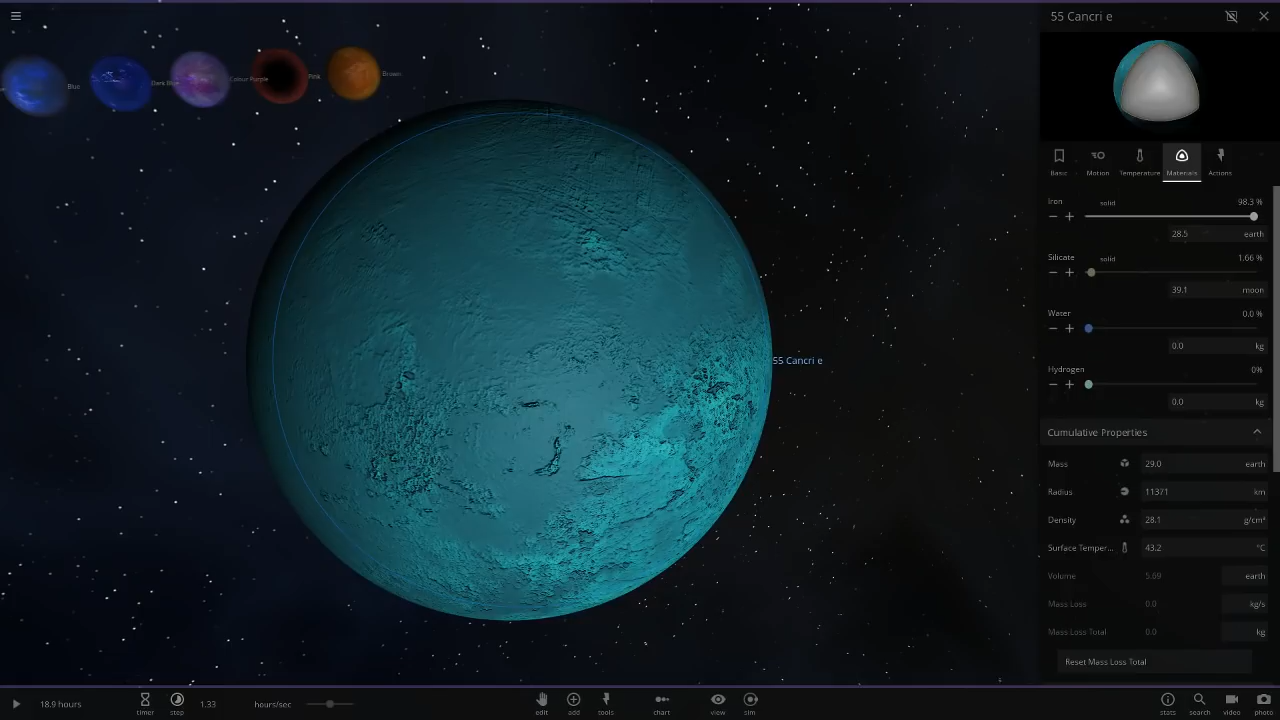 55 Cancri e
Blue
Dark Blue
Colour Purple
Pink
Brown
55 Cancri e
Basic
Motion
Temperature
Materials
Actions
Iron solid 98.3 %
28.5 earth
Silicate solid 1.66 %
39.1 moon
Water 0.0 %
0.0 kg
Hydrogen 0%
0.0 kg
Cumulative Properties
Mass 29.0 earth
Radius 11371 km
Density 28.1 g/cm³
Surface Temper... 43.2 °C
Volume 5.69 earth
Mass Loss 0.0 kg/s
Mass Loss Total 0.0 kg
Reset Mass Loss Total
18.9 hours
timer
step
1.33 hours/sec
edit
add
tools
chart
view
sim
stats
search
video
photo